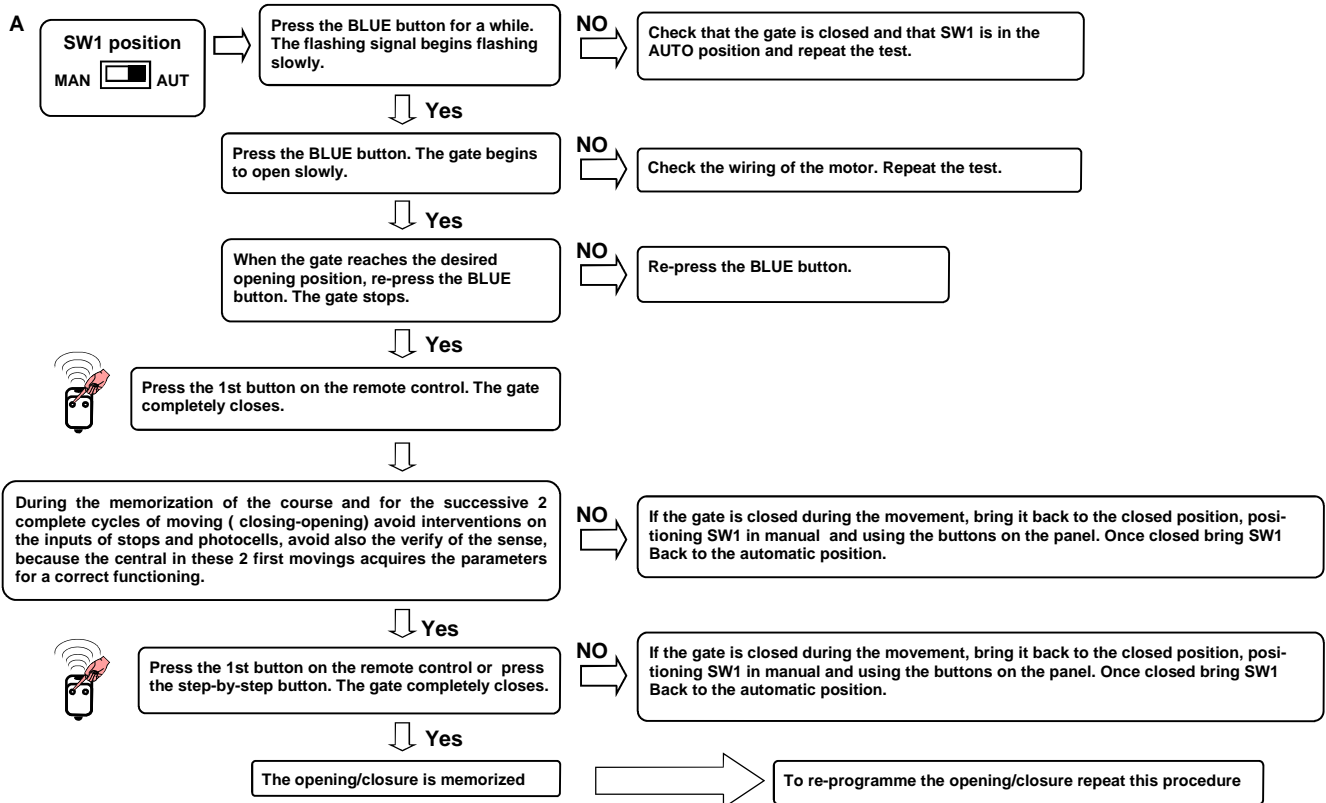 A
SW1 position
MAN AUT
Press the BLUE button for a while.
The flashing signal begins flashing
slowly.
NO
Check that the gate is closed and that SW1 is in the
AUTO position and repeat the test.
Yes
Press the BLUE button. The gate begins
to open slowly.
NO
Check the wiring of the motor. Repeat the test.
Yes
When the gate reaches the desired
opening position, re-press the BLUE
button. The gate stops.
NO
Re-press the BLUE button.
Yes
Press the 1st button on the remote control. The gate
completely closes.
During the memorization of the course and for the successive 2
complete cycles of moving ( closing-opening) avoid interventions on
the inputs of stops and photocells, avoid also the verify of the sense,
because the central in these 2 first movings acquires the parameters
for a correct functioning.
NO
If the gate is closed during the movement, bring it back to the closed position, posi-
tioning SW1 in manual and using the buttons on the panel. Once closed bring SW1
Back to the automatic position.
Yes
Press the 1st button on the remote control or press
the step-by-step button. The gate completely closes.
NO
If the gate is closed during the movement, bring it back to the closed position, posi-
tioning SW1 in manual and using the buttons on the panel. Once closed bring SW1
Back to the automatic position.
Yes
The opening/closure is memorized
To re-programme the opening/closure repeat this procedure